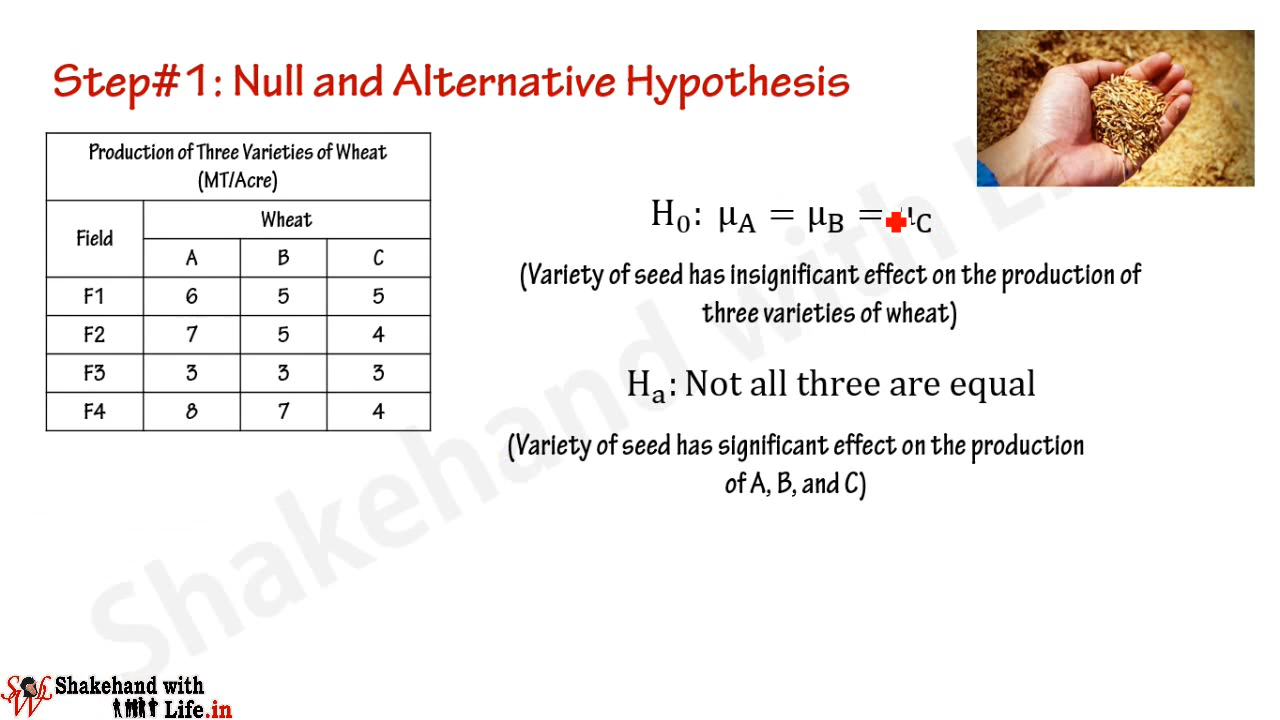 Step#1: Null and Alternative Hypothesis
Production of Three Varieties of Wheat
(MT/Acre)
Field
Wheat
A B C
F1 6 5 5
F2 7 5 4
F3 3 3 3
F4 8 7 4
H₀: μ_A = μ_B = μ_C
(Variety of seed has insignificant effect on the production of
three varieties of wheat)
Hₐ: Not all three are equal
(Variety of seed has significant effect on the production
of A, B, and C)
Shakehand with L
Shakehand with
Life.in